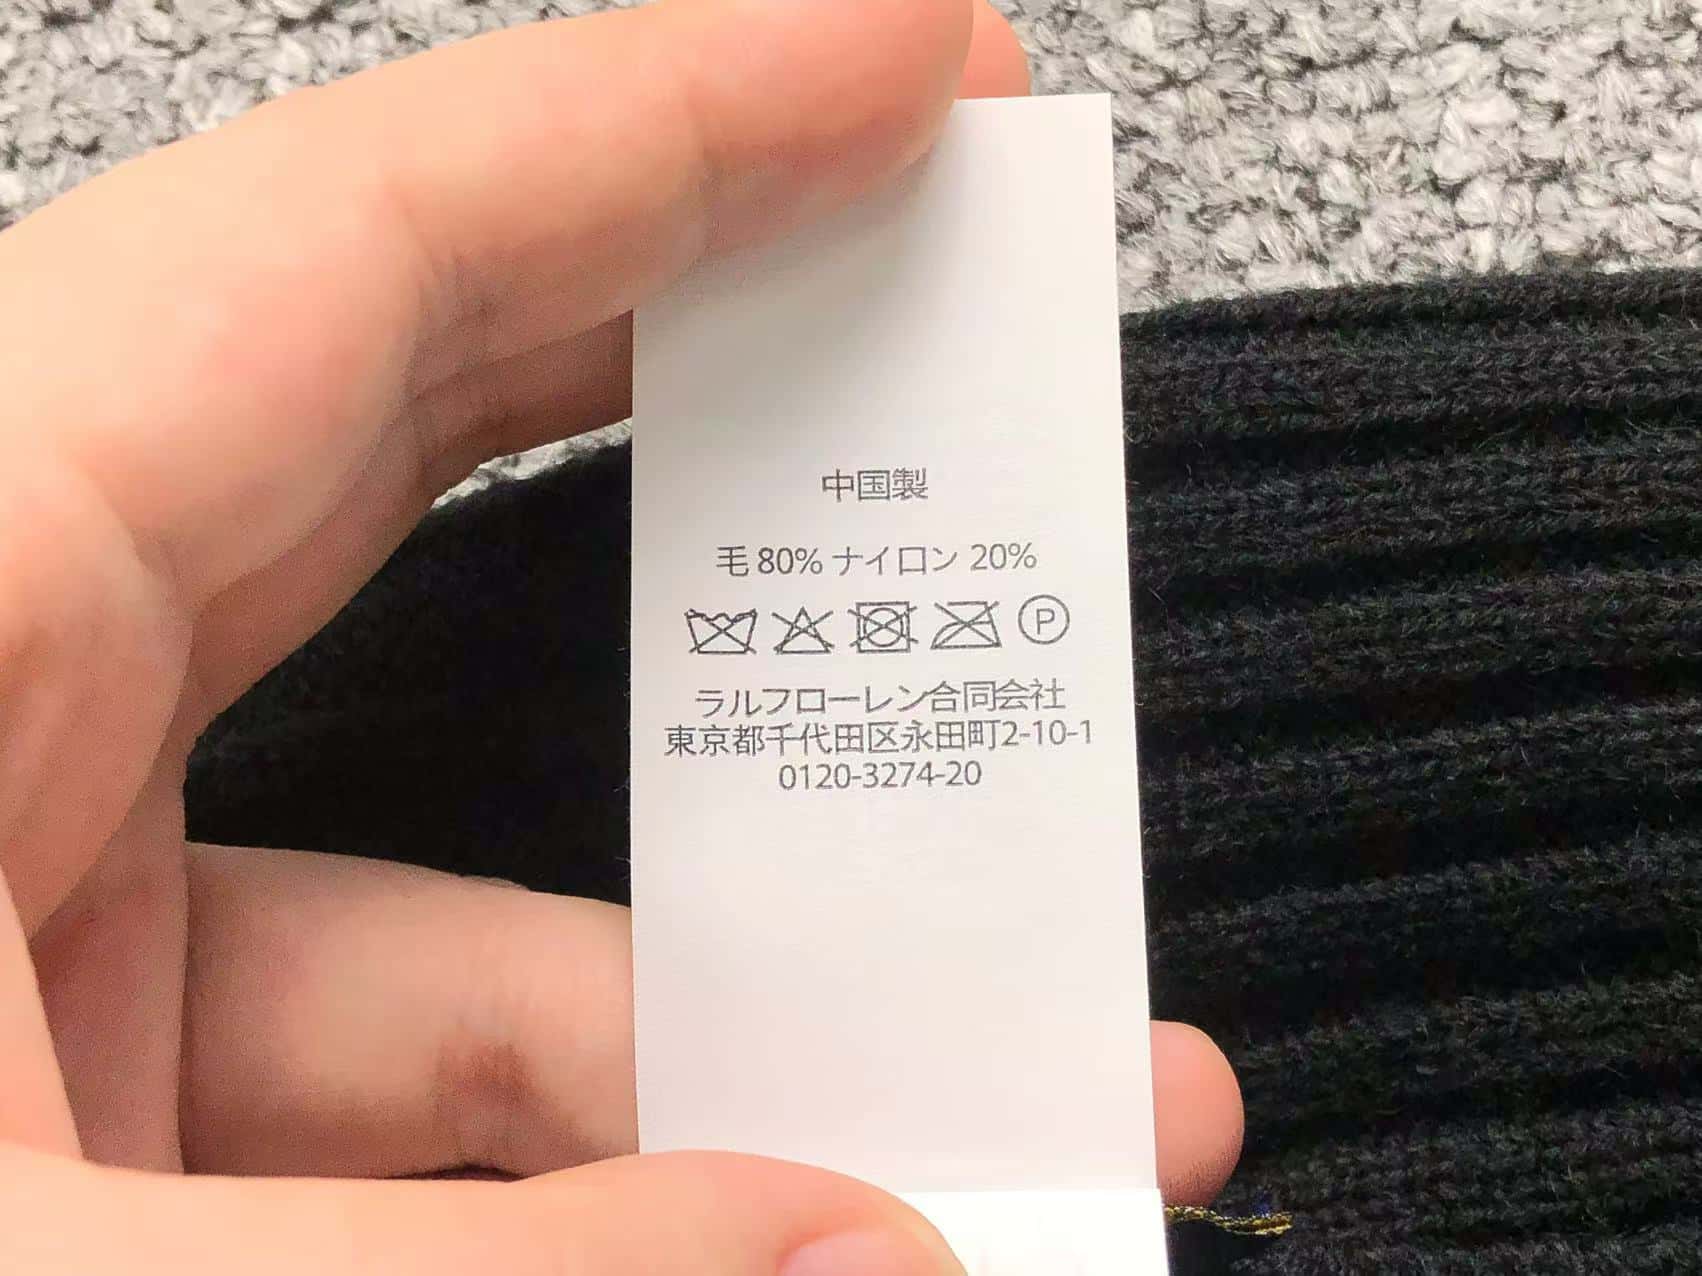 中国製
毛 80% ナイロン 20%
P
ラルフローレン合同会社
東京都千代田区永田町2-10-1
0120-3274-20